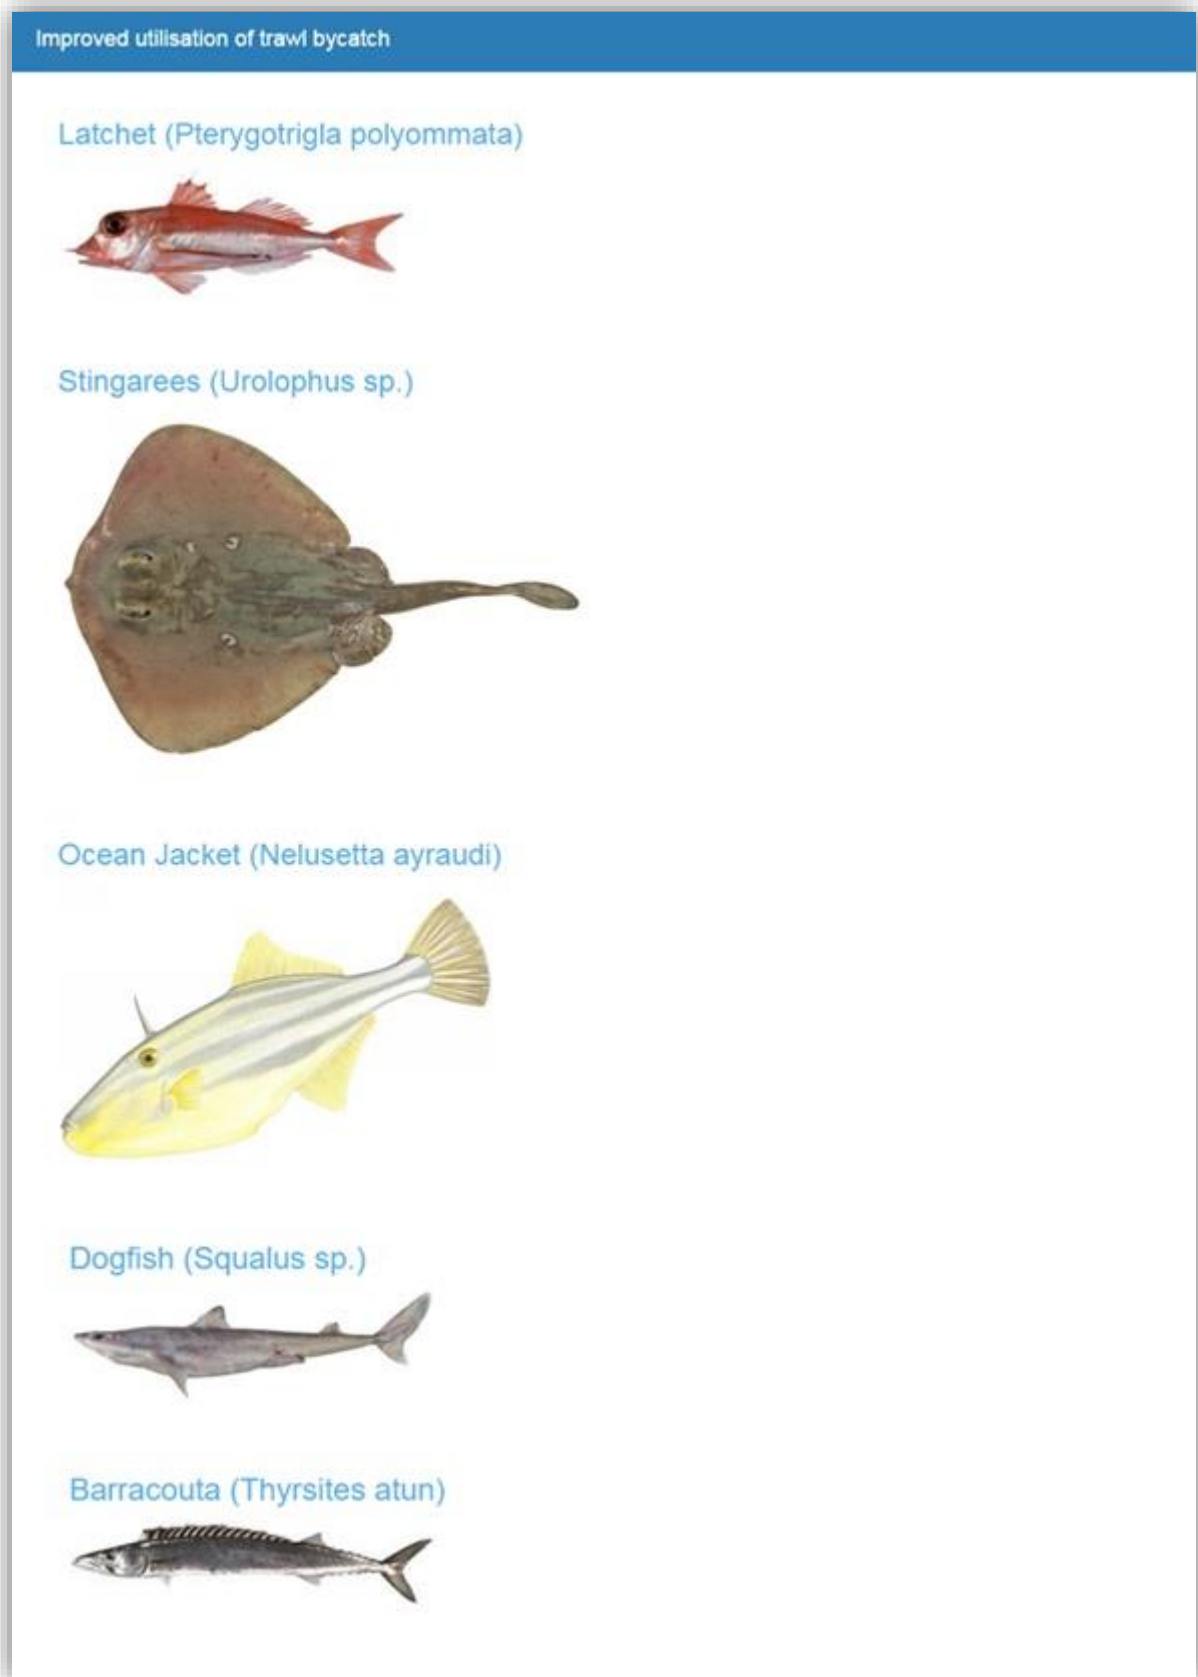 Improved utilisation of trawl bycatch
Latchet (Pterygotrigla polyommata)
Stingarees (Urolophus sp.)
Ocean Jacket (Nelusetta ayraudi)
Dogfish (Squalus sp.)
Barracouta (Thyrsites atun)